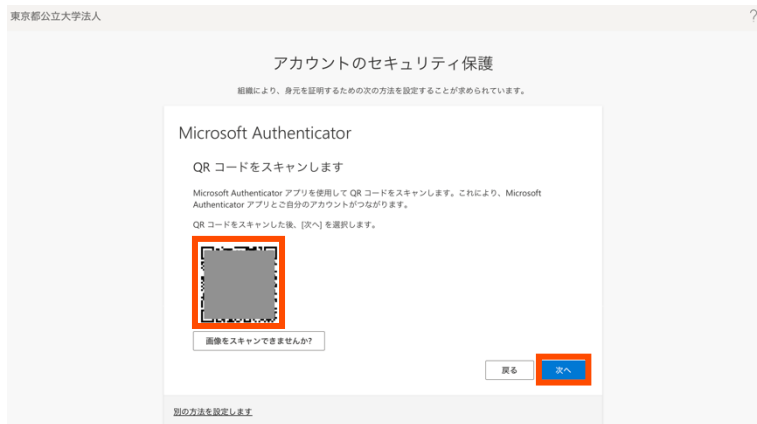 東京都公立大学法人
?
アカウントのセキュリティ保護
組織により、身元を証明するための次の方法を設定することが求められています。
Microsoft Authenticator
QR コードをスキャンします
Microsoft Authenticator アプリを使用して QR コードをスキャンします。これにより、Microsoft
Authenticator アプリとご自分のアカウントがつながります。
QR コードをスキャンした後、[次へ] を選択します。
画像をスキャンできませんか?
戻る
次へ
別の方法を設定します